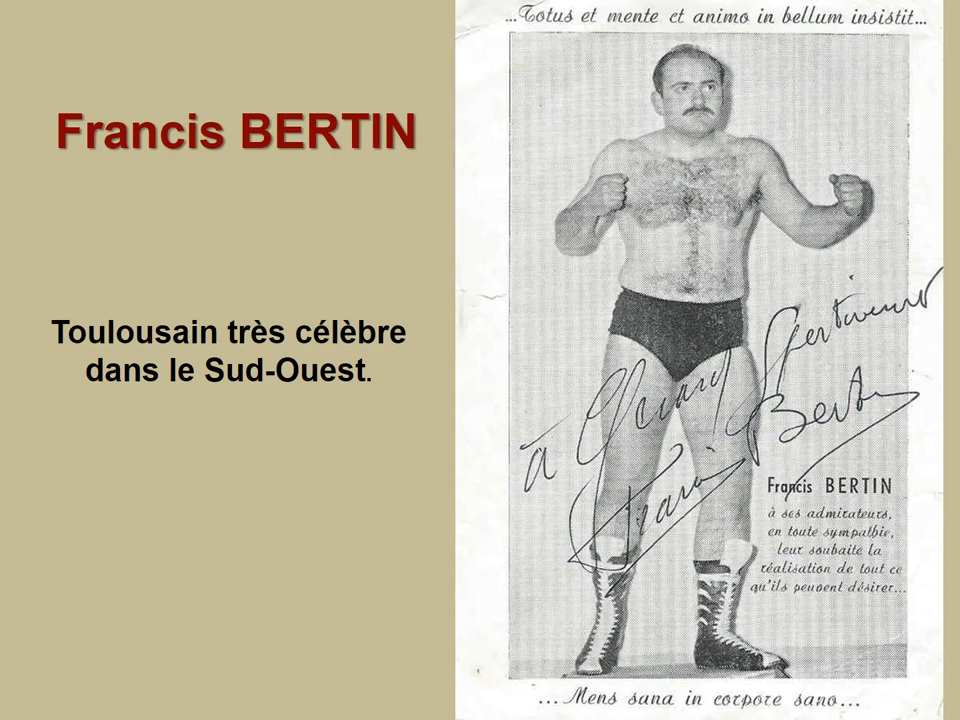 Francis BERTIN
Toulousain très célèbre
dans le Sud-Ouest.
...Totus et mente et animo in bellum insistit...
à
Francis Bertin
Francis BERTIN
à ses admirateurs,
en toute sympathie,
leur souhaite la
réalisation de tout ce
qu'ils peuvent désirer...
...Mens sana in corpore sano...